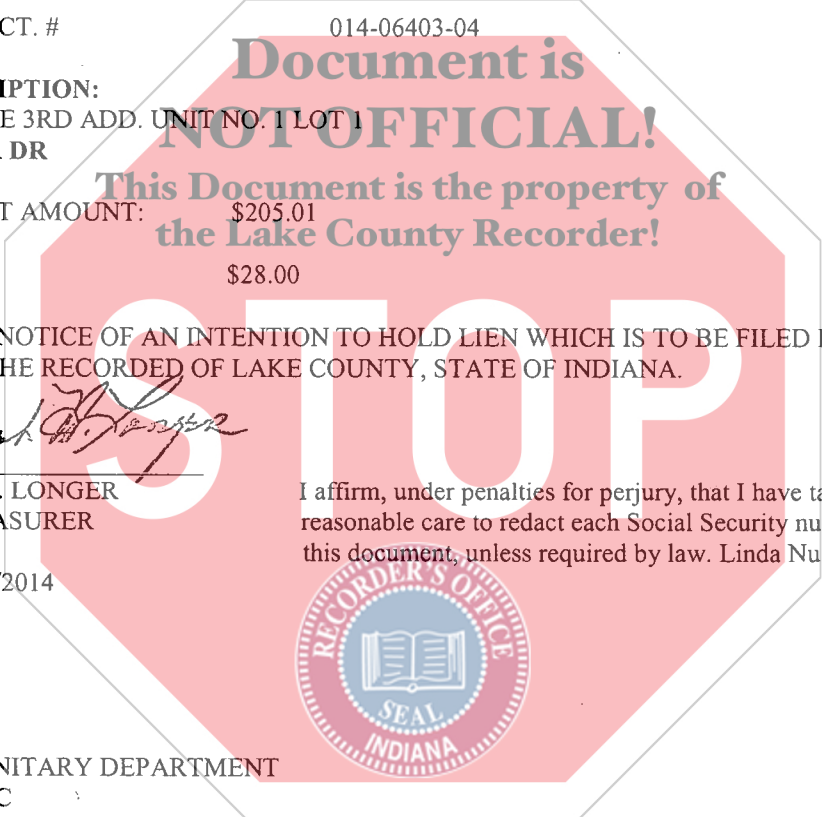 CT. # 014-06403-04
Document is
IPTION:
E 3RD ADD. UNIT NO. 1 LOT 1
NOT OFFICIAL!
DR
This Document is the property of
T AMOUNT: $205.01
the Lake County Recorder!
$28.00
STOP
NOTICE OF AN INTENTION TO HOLD LIEN WHICH IS TO BE FILED
HE RECORDED OF LAKE COUNTY, STATE OF INDIANA.
. LONGER
I affirm, under penalties for perjury, that I have ta
ASURER
reasonable care to redact each Social Security nu
this document, unless required by law. Linda Nu
/2014
RECORDER'S OFFICE
SEAL
INDIANA
NITARY DEPARTMENT
C